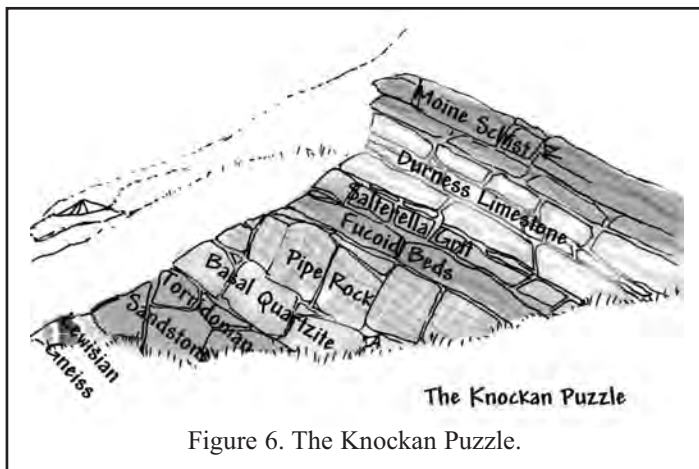 Moine Schist
Durness Limestone
Salterella Grit
Fucoid Beds
Pipe Rock
Basal Quartzite
Torridonian
Sandstone
Lewisian
Gneiss
The Knockan Puzzle
Figure 6. The Knockan Puzzle.